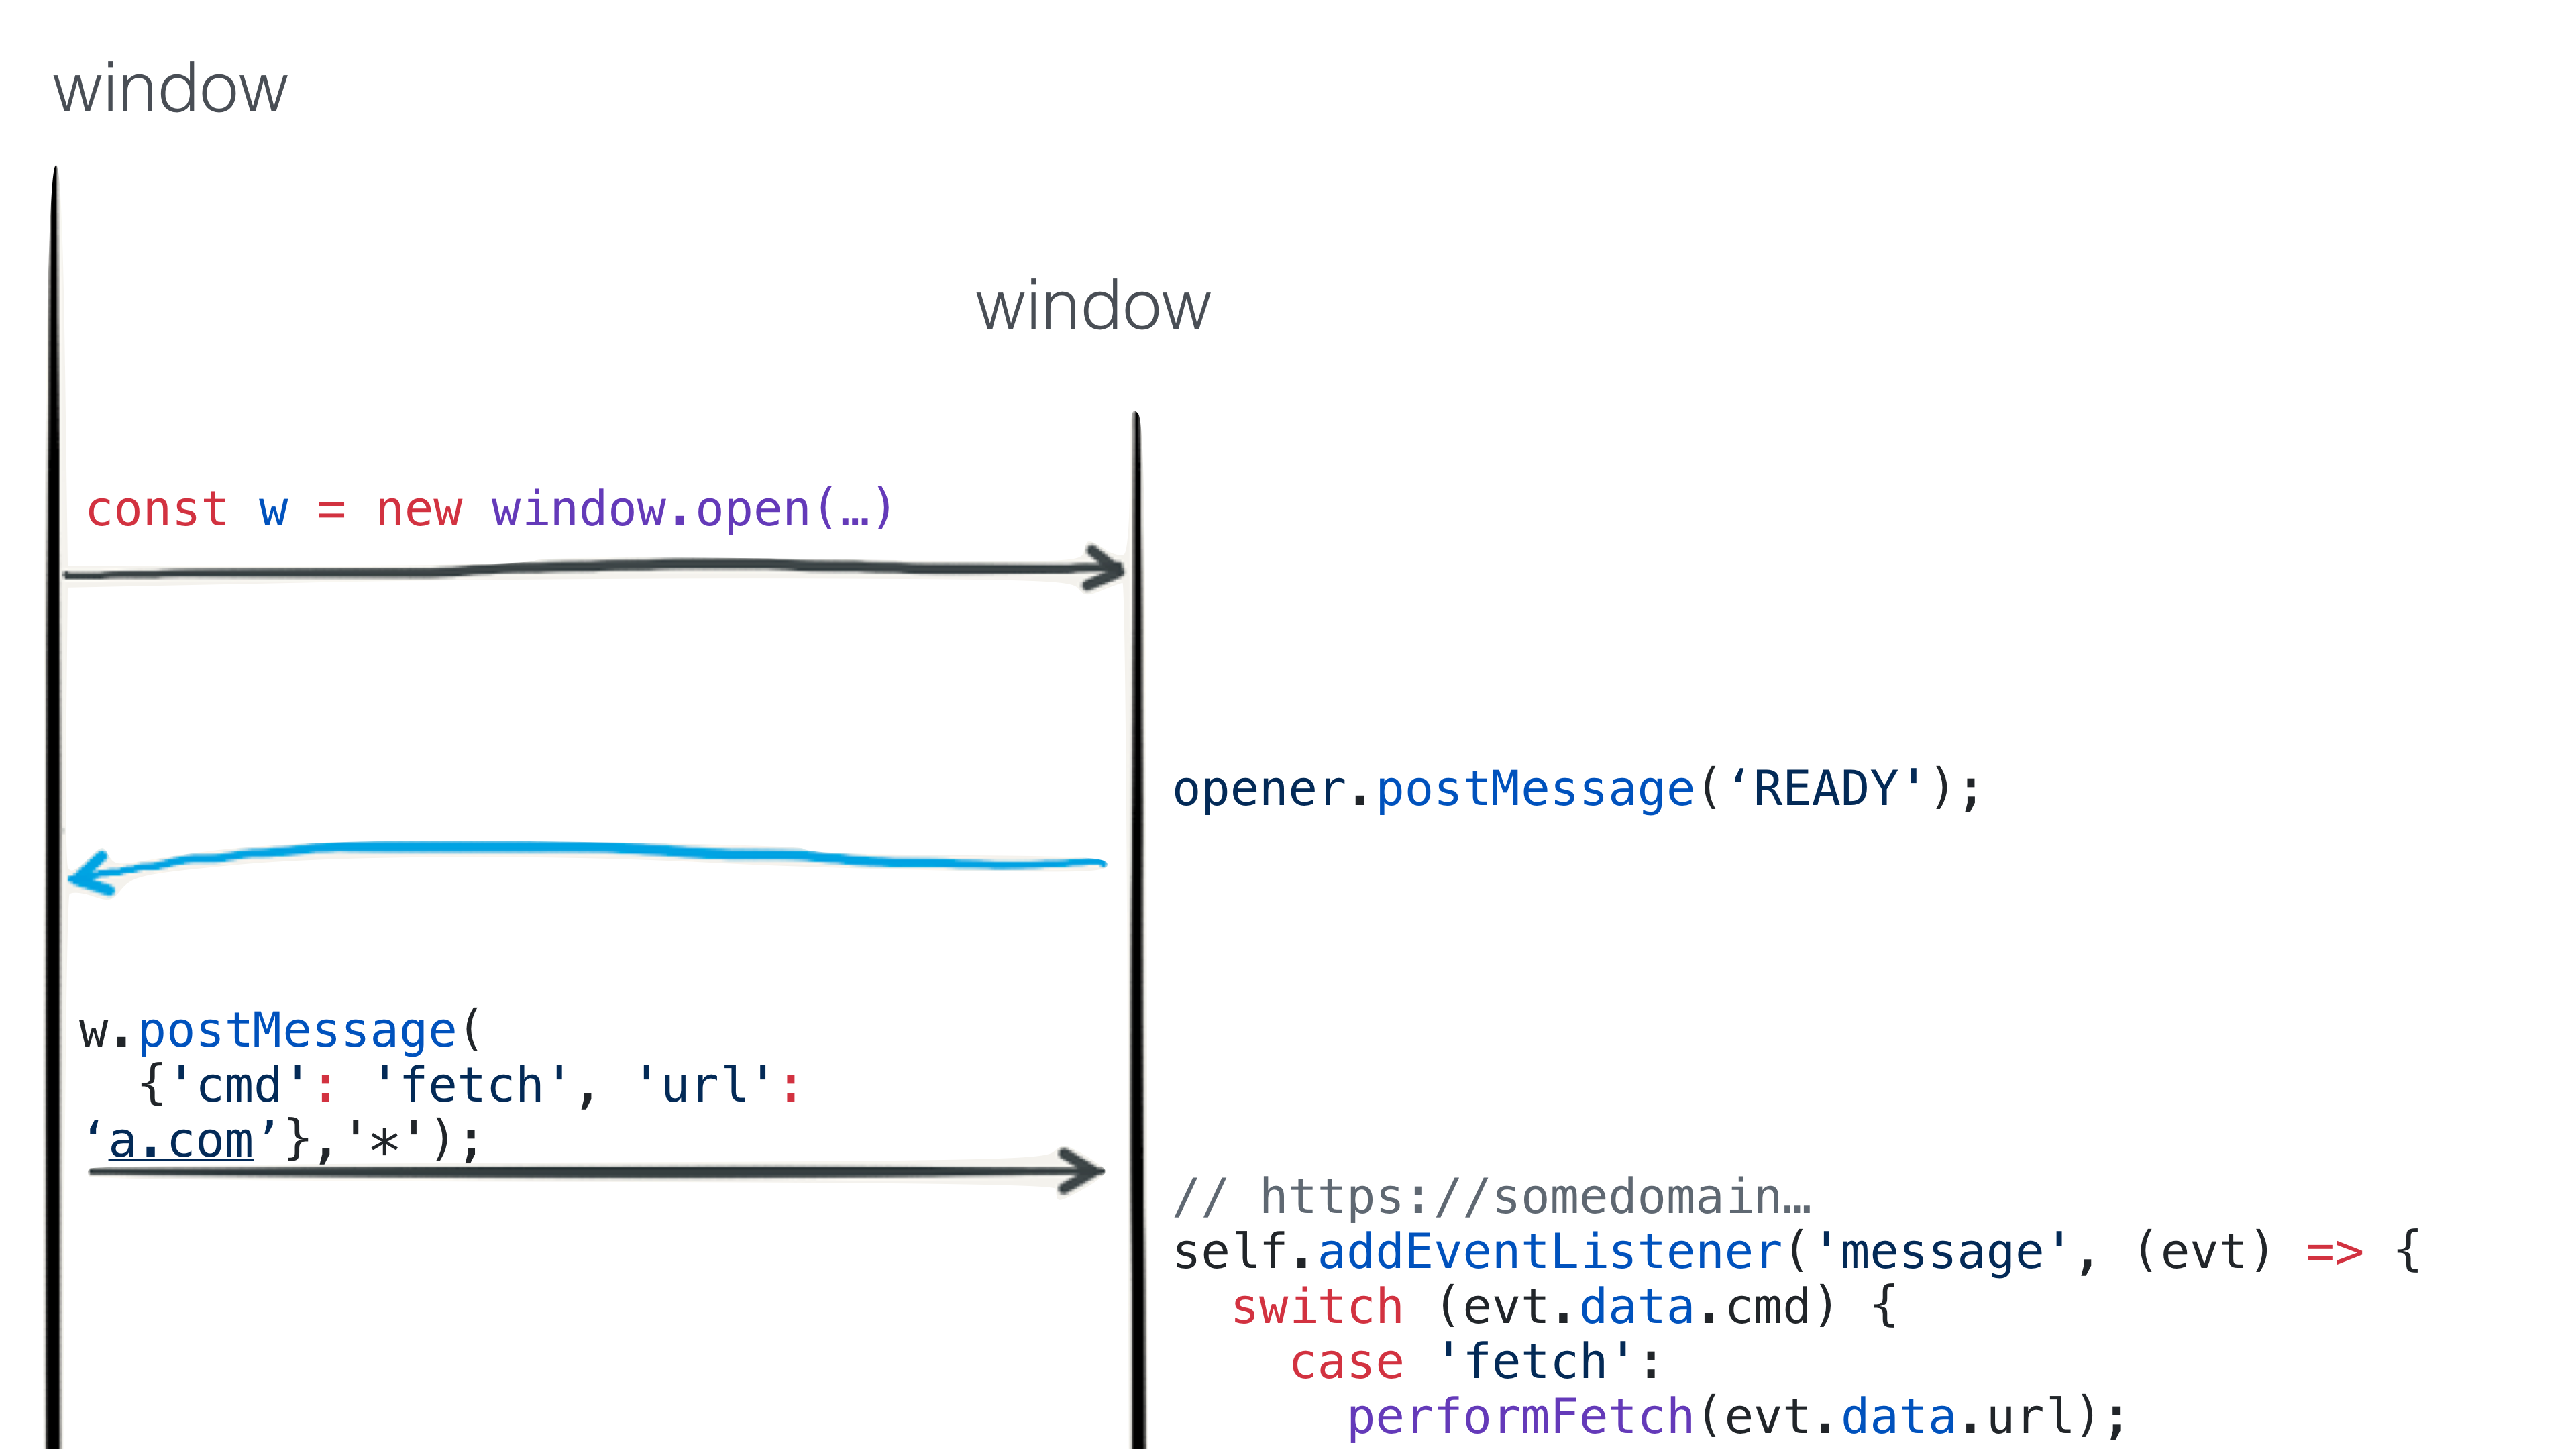 window
window
const w = new window.open(…)
opener.postMessage(‘READY');
w.postMessage(
  {'cmd': 'fetch', 'url':
‘a.com’},'*');
// https://somedomain…
self.addEventListener('message', (evt) => {
  switch (evt.data.cmd) {
    case 'fetch':
      performFetch(evt.data.url);